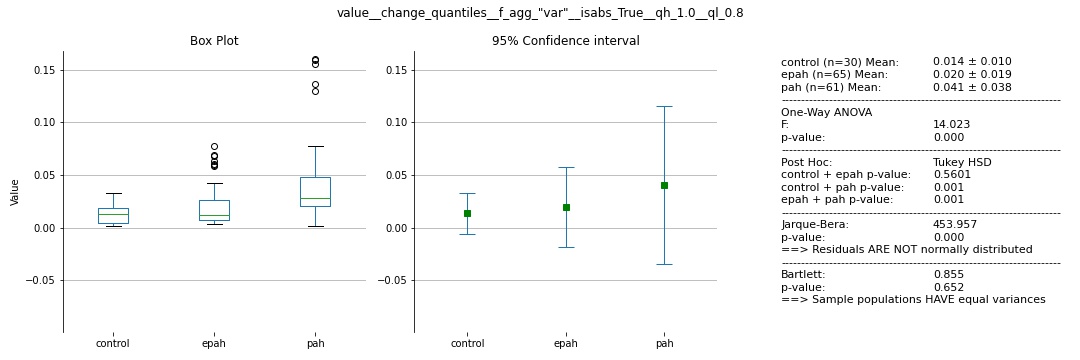 value__change_quantiles__f_agg_"var"__isabs_True__qh_1.0__ql_0.8
Box Plot
0.15
0.10
0.05
0.00
−0.05
Value
control
epah
pah
95% Confidence interval
0.15
0.10
0.05
0.00
−0.05
control
epah
pah
control (n=30) Mean: 0.014 ± 0.010
epah (n=65) Mean: 0.020 ± 0.019
pah (n=61) Mean: 0.041 ± 0.038
One-Way ANOVA
F: 14.023
p-value: 0.000
Post Hoc: Tukey HSD
control + epah p-value: 0.5601
control + pah p-value: 0.001
epah + pah p-value: 0.001
Jarque-Bera: 453.957
p-value: 0.000
==> Residuals ARE NOT normally distributed
Bartlett: 0.855
p-value: 0.652
==> Sample populations HAVE equal variances